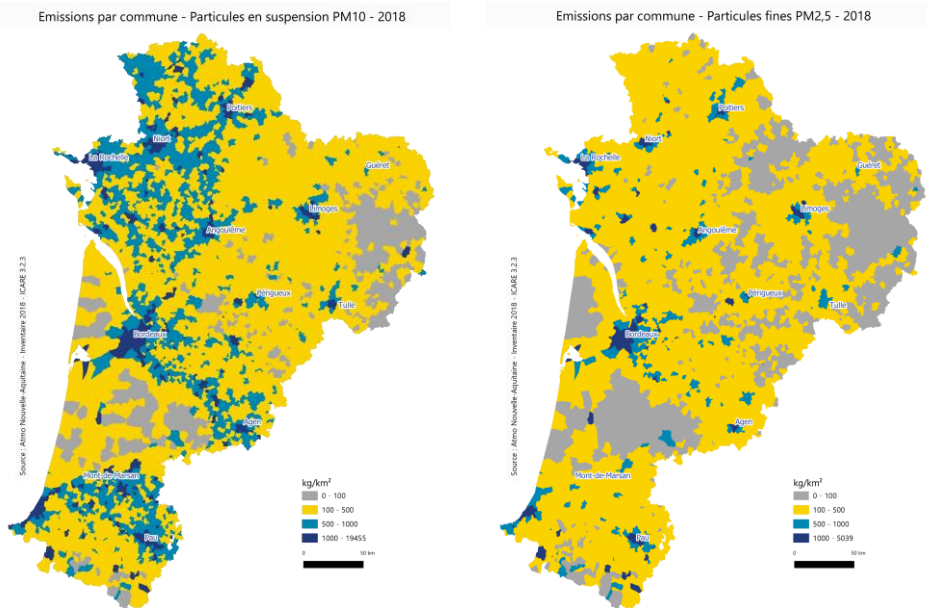 Emissions par commune - Particules en suspension PM10 - 2018
Poitiers
Niort
La Rochelle
Guéret
Limoges
Angoulême
Périgueux
Tulle
Bordeaux
Agen
Mont-de-Marsan
Pau
Source : Atmo Nouvelle-Aquitaine - Inventaire 2018 - ICARE 3.2.3
kg/km²
0 - 100
100 - 500
500 - 1000
1000 - 19455
0 50 km
Emissions par commune - Particules fines PM2,5 - 2018
Poitiers
Niort
La Rochelle
Guéret
Limoges
Angoulême
Périgueux
Tulle
Bordeaux
Agen
Mont-de-Marsan
Pau
Source : Atmo Nouvelle-Aquitaine - Inventaire 2018 - ICARE 3.2.3
kg/km²
0 - 100
100 - 500
500 - 1000
1000 - 5039
0 50 km